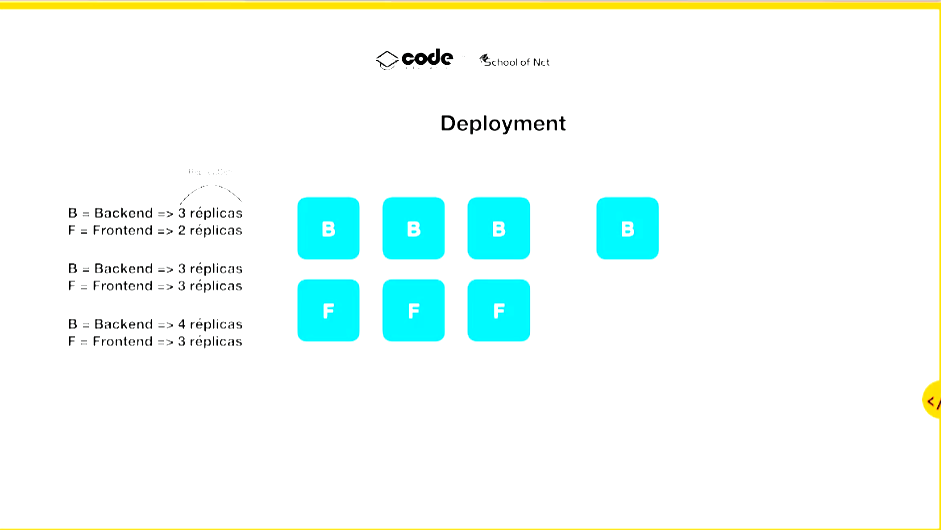 code
School of Net
Deployment
B = Backend => 3 réplicas
F = Frontend => 2 réplicas
B = Backend => 3 réplicas
F = Frontend => 3 réplicas
B = Backend => 4 réplicas
F = Frontend => 3 réplicas
B B B B
F F F